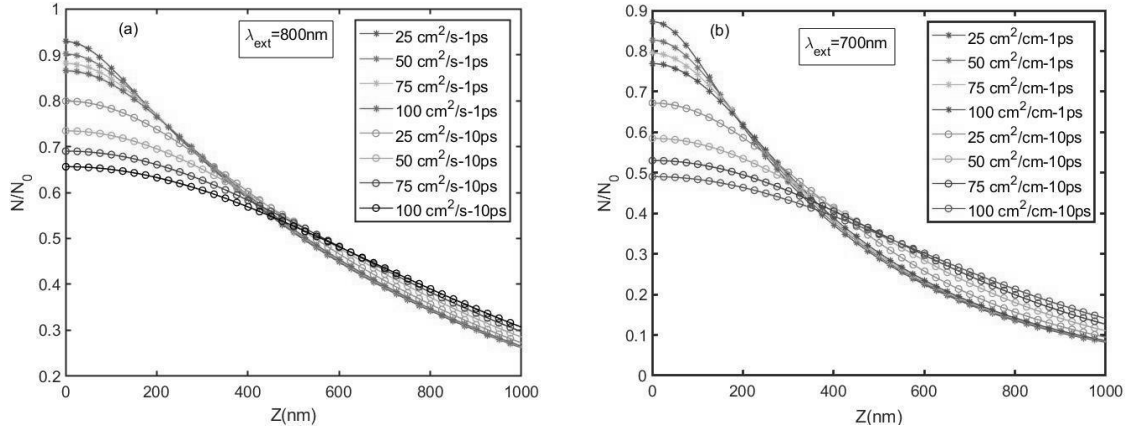 (a)
λext=800nm
25 cm2/s-1ps
50 cm2/s-1ps
75 cm2/s-1ps
100 cm2/s-1ps
25 cm2/s-10ps
50 cm2/s-10ps
75 cm2/s-10ps
100 cm2/s-10ps
1
0.9
0.8
0.7
0.6
0.5
0.4
0.3
0.2
N/N0
0 200 400 600 800 1000
Z(nm)
(b)
λext=700nm
25 cm2/cm-1ps
50 cm2/cm-1ps
75 cm2/cm-1ps
100 cm2/cm-1ps
25 cm2/cm-10ps
50 cm2/cm-10ps
75 cm2/cm-10ps
100 cm2/cm-10ps
0.9
0.8
0.7
0.6
0.5
0.4
0.3
0.2
0.1
0
N/N0
0 200 400 600 800 1000
Z(nm)